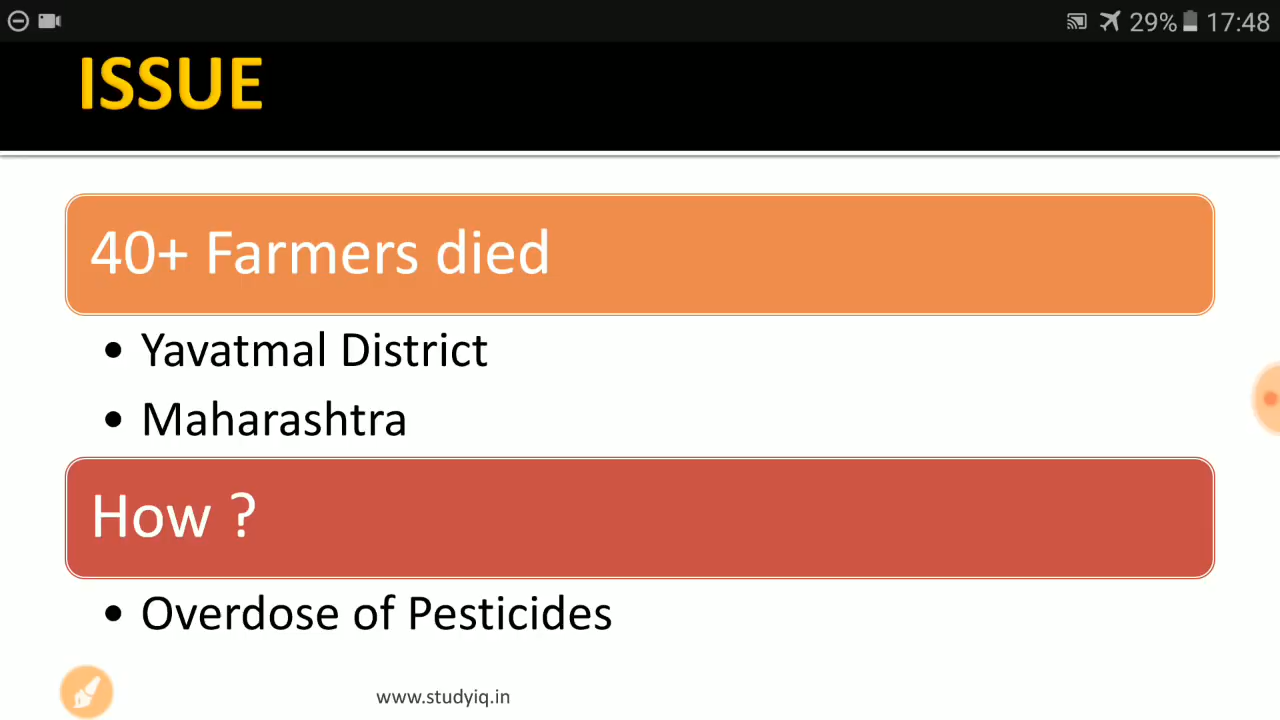 29% 17:48
ISSUE
40+ Farmers died
• Yavatmal District
• Maharashtra
How ?
• Overdose of Pesticides
www.studyiq.in